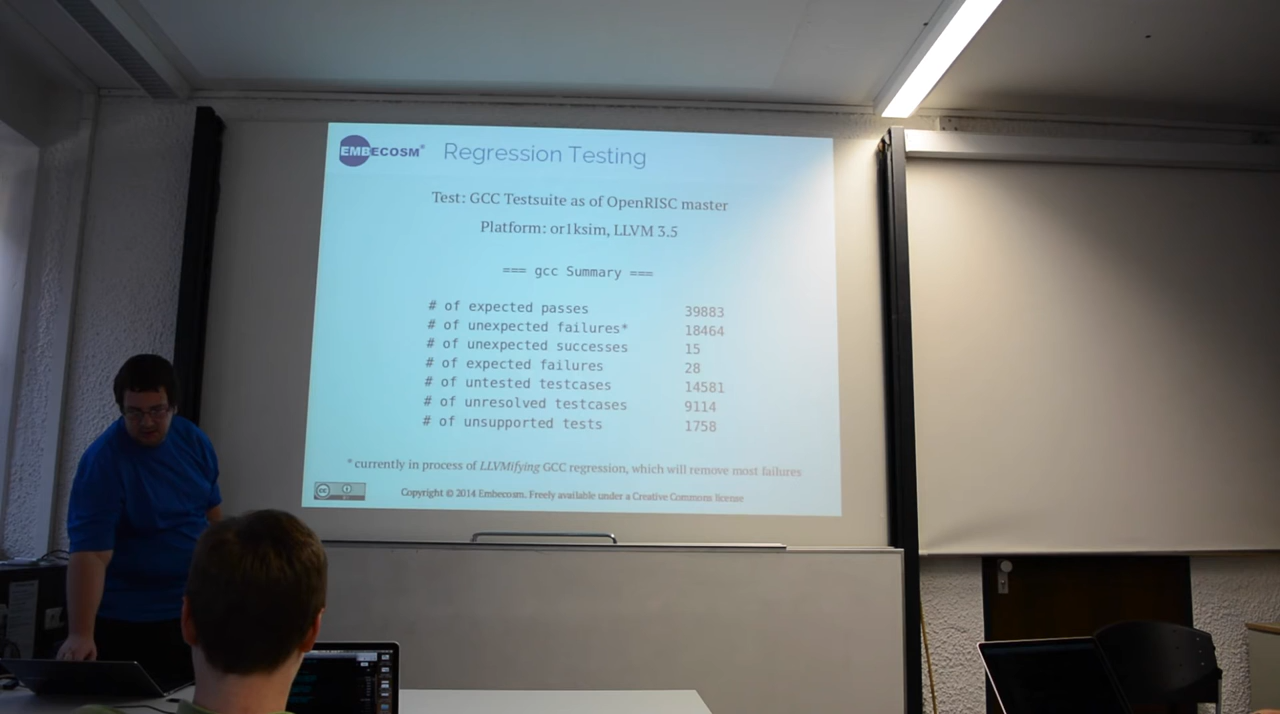 EMBECOSM®
Regression Testing
Test: GCC Testsuite as of OpenRISC master
Platform: or1ksim, LLVM 3.5
=== gcc Summary ===
# of expected passes 39883
# of unexpected failures* 18464
# of unexpected successes 15
# of expected failures 28
# of untested testcases 14581
# of unresolved testcases 9114
# of unsupported tests 1758
* currently in process of LLVMifying GCC regression, which will remove most failures
cc
Copyright © 2014 Embecosm. Freely available under a Creative Commons license